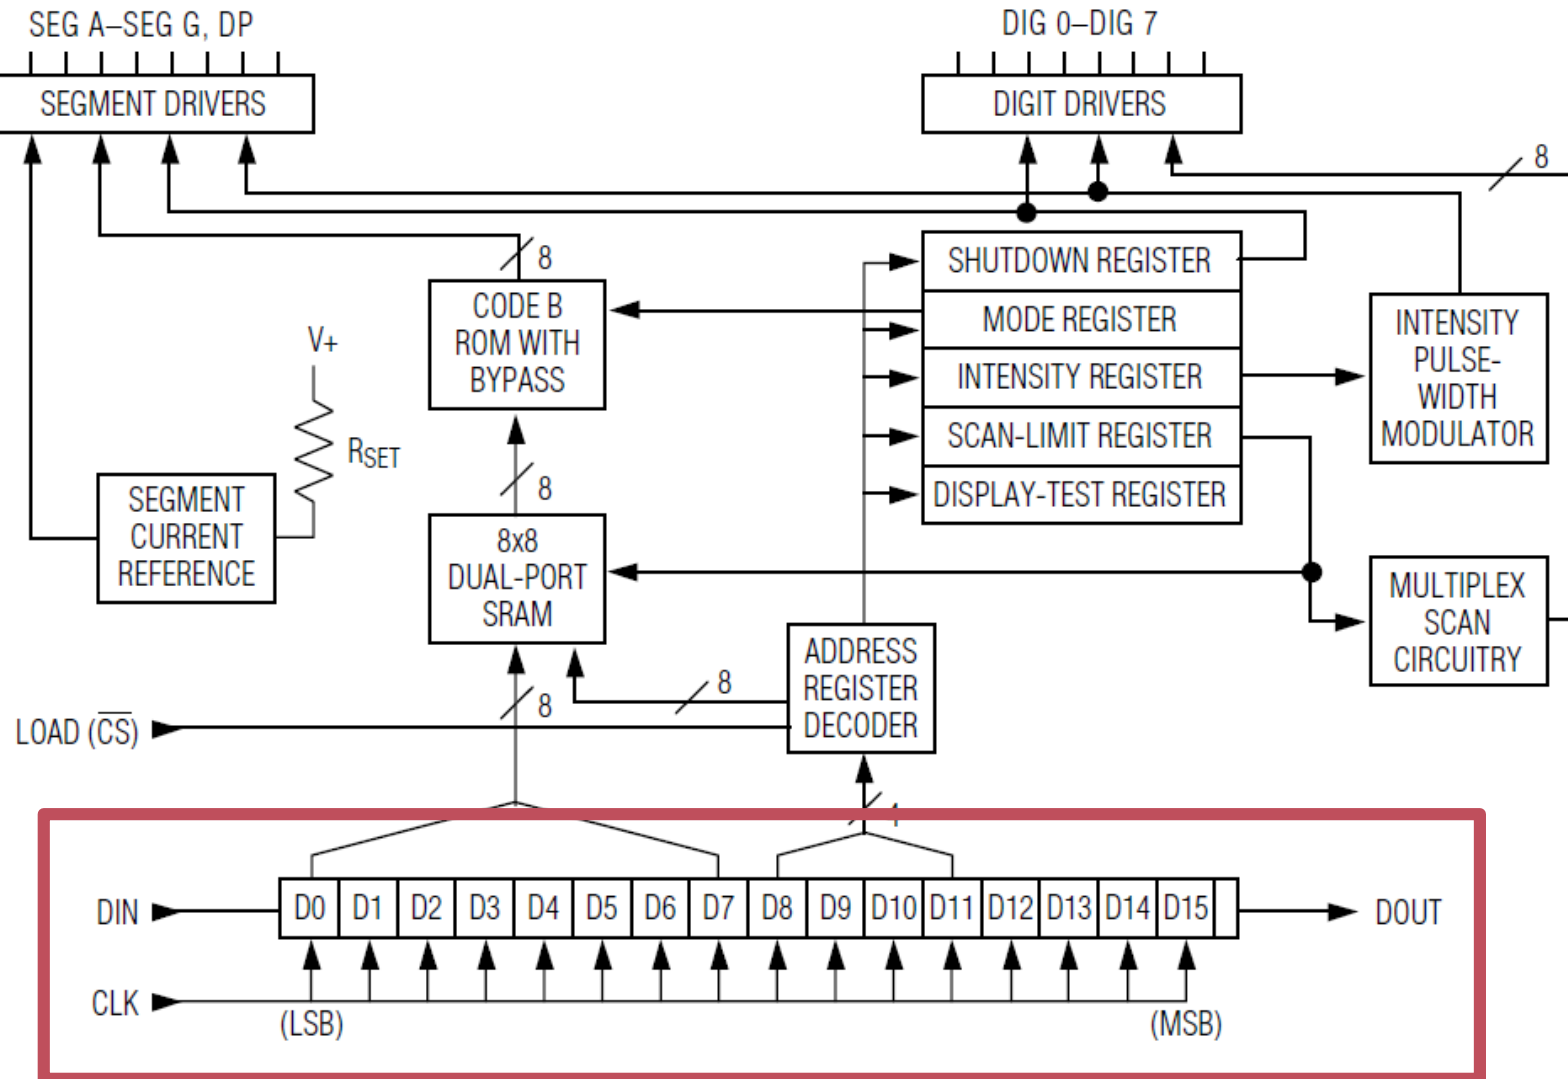 SEG A–SEG G, DP
DIG 0–DIG 7
SEGMENT DRIVERS
DIGIT DRIVERS
8
8
CODE B
ROM WITH
BYPASS
SHUTDOWN REGISTER
MODE REGISTER
INTENSITY REGISTER
SCAN-LIMIT REGISTER
DISPLAY-TEST REGISTER
INTENSITY
PULSE-
WIDTH
MODULATOR
V+
RSET
SEGMENT
CURRENT
REFERENCE
8
8x8
DUAL-PORT
SRAM
MULTIPLEX
SCAN
CIRCUITRY
ADDRESS
REGISTER
DECODER
8
8
LOAD (C̅S̅)
4
DIN
D0 D1 D2 D3 D4 D5 D6 D7 D8 D9 D10 D11 D12 D13 D14 D15
DOUT
CLK
(LSB)
(MSB)